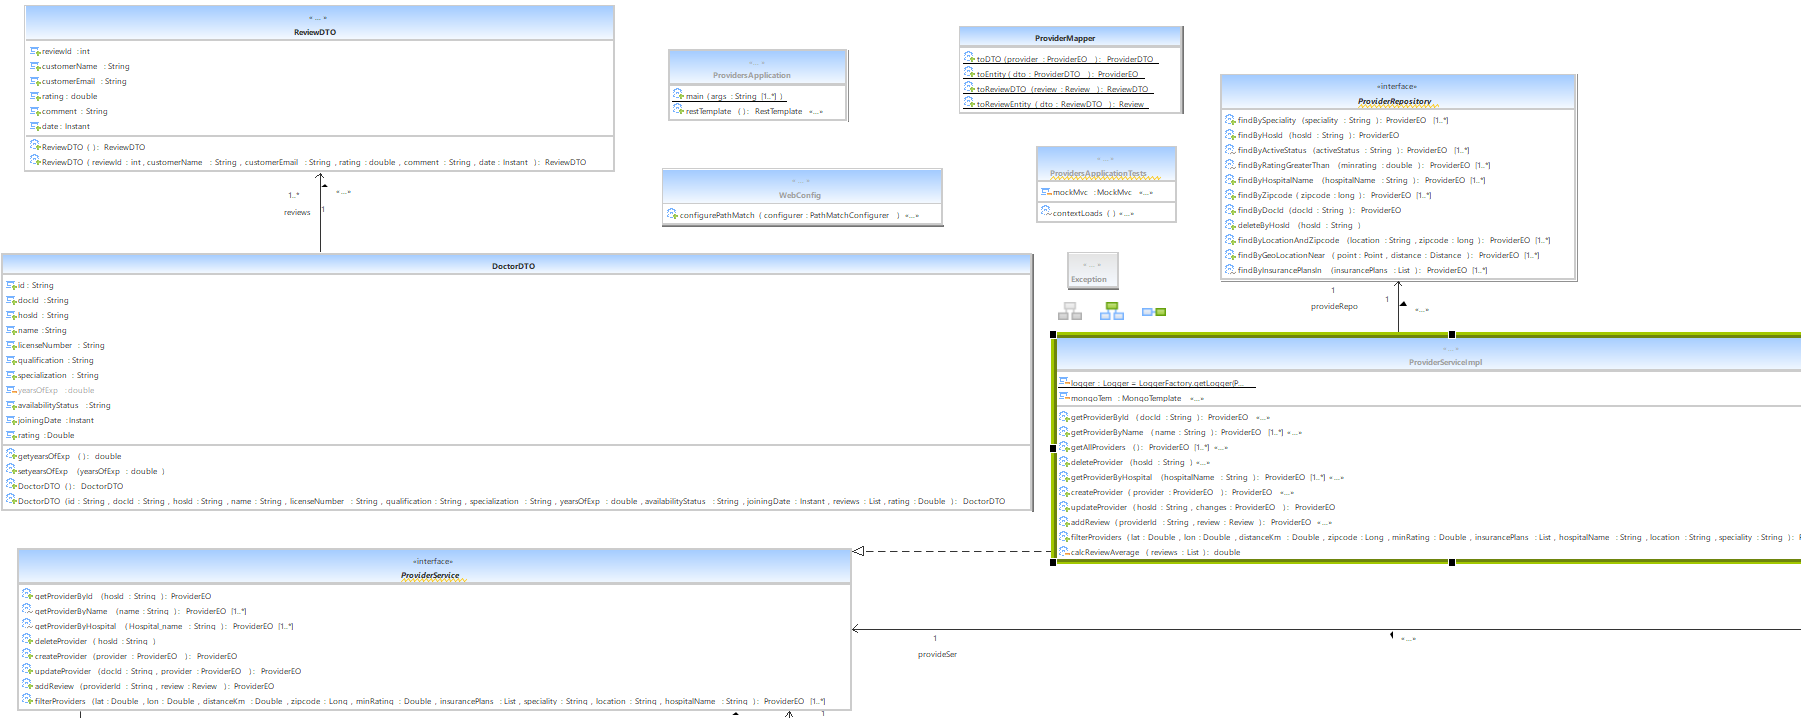 «...»
ReviewDTO
reviewId : int
customerName : String
customerEmail : String
rating : double
comment : String
date : Instant
ReviewDTO ( ) : ReviewDTO
ReviewDTO ( reviewId : int , customerName : String , customerEmail : String , rating : double , comment : String , date : Instant ) : ReviewDTO
1..*
«...»
reviews
1
«...»
ProvidersApplication
main ( args : String [1..*] )
restTemplate ( ) : RestTemplate «...»
«...»
WebConfig
configurePathMatch ( configurer : PathMatchConfigurer ) «...»
ProviderMapper
toDTO ( provider : ProviderEO ) : ProviderDTO
toEntity ( dto : ProviderDTO ) : ProviderEO
toReviewDTO ( review : Review ) : ReviewDTO
toReviewEntity ( dto : ReviewDTO ) : Review
«...»
ProvidersApplicationTests
mockMvc : MockMvc «...»
contextLoads ( ) «...»
«...»
Exception
«interface»
ProviderRepository
findBySpeciality ( speciality : String ) : ProviderEO [1..*]
findByHosId ( hosId : String ) : ProviderEO
findByActiveStatus ( activeStatus : String ) : ProviderEO [1..*]
findByRatingGreaterThan ( minrating : double ) : ProviderEO [1..*]
findByHospitalName ( hospitalName : String ) : ProviderEO [1..*]
findByZipcode ( zipcode : long ) : ProviderEO [1..*]
findByDocId ( docId : String ) : ProviderEO
deleteByHosId ( hosId : String )
findByLocationAndZipcode ( location : String , zipcode : long ) : ProviderEO [1..*]
findByGeoLocationNear ( point : Point , distance : Distance ) : ProviderEO [1..*]
findByInsurancePlansIn ( insurancePlans : List ) : ProviderEO [1..*]
1
1
provideRepo
«...»
DoctorDTO
id : String
docId : String
hosId : String
name : String
licenseNumber : String
qualification : String
specialization : String
yearsOfExp : double
availabilityStatus : String
joiningDate : Instant
rating : Double
getyearsOfExp ( ) : double
setyearsOfExp ( yearsOfExp : double )
DoctorDTO ( ) : DoctorDTO
DoctorDTO ( id : String , docId : String , hosId : String , name : String , licenseNumber : String , qualification : String , specialization : String , yearsOfExp : double , availabilityStatus : String , joiningDate : Instant , reviews : List , rating : Double ) : DoctorDTO
«...»
ProviderServiceImpl
logger : Logger = LoggerFactory.getLogger(P...
mongoTem : MongoTemplate «...»
getProviderById ( docId : String ) : ProviderEO «...»
getProviderByName ( name : String ) : ProviderEO [1..*] «...»
getAllProviders ( ) : ProviderEO [1..*] «...»
deleteProvider ( hosId : String ) «...»
getProviderByHospital ( hospitalName : String ) : ProviderEO [1..*] «...»
createProvider ( provider : ProviderEO ) : ProviderEO «...»
updateProvider ( hosId : String , changes : ProviderEO ) : ProviderEO
addReview ( providerId : String , review : Review ) : ProviderEO «...»
filterProviders ( lat : Double , lon : Double , distanceKm : Double , zipcode : Long , minRating : Double , insurancePlans : List , hospitalName : String , location : String , speciality : String ) :
calcReviewAverage ( reviews : List ) : double
«interface»
ProviderService
getProviderById ( hosId : String ) : ProviderEO
getProviderByName ( name : String ) : ProviderEO [1..*]
getProviderByHospital ( Hospital_name : String ) : ProviderEO [1..*]
deleteProvider ( hosId : String )
createProvider ( provider : ProviderEO ) : ProviderEO
updateProvider ( docId : String , provider : ProviderEO ) : ProviderEO
addReview ( providerId : String , review : Review ) : ProviderEO
filterProviders ( lat : Double , lon : Double , distanceKm : Double , zipcode : Long , minRating : Double , insurancePlans : List , speciality : String , location : String , hospitalName : String ) : ProviderEO [1..*]
1
«...»
provideSer
1